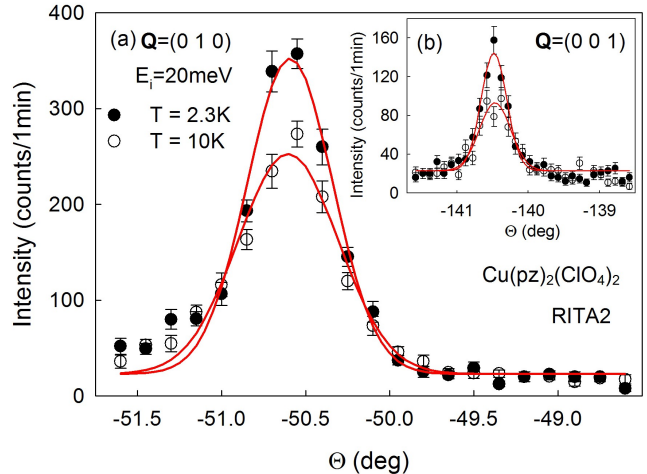 (a) Q=(0 1 0)
E_i=20meV
T = 2.3K
T = 10K
Intensity (counts/1min)
400
300
200
100
0
-51.5 -51.0 -50.5 -50.0 -49.5 -49.0
Θ (deg)
(b) Q=(0 0 1)
Intensity (counts/1min)
160
120
80
40
0
-141 -140 -139
Θ (deg)
Cu(pz)₂(ClO₄)₂
RITA2